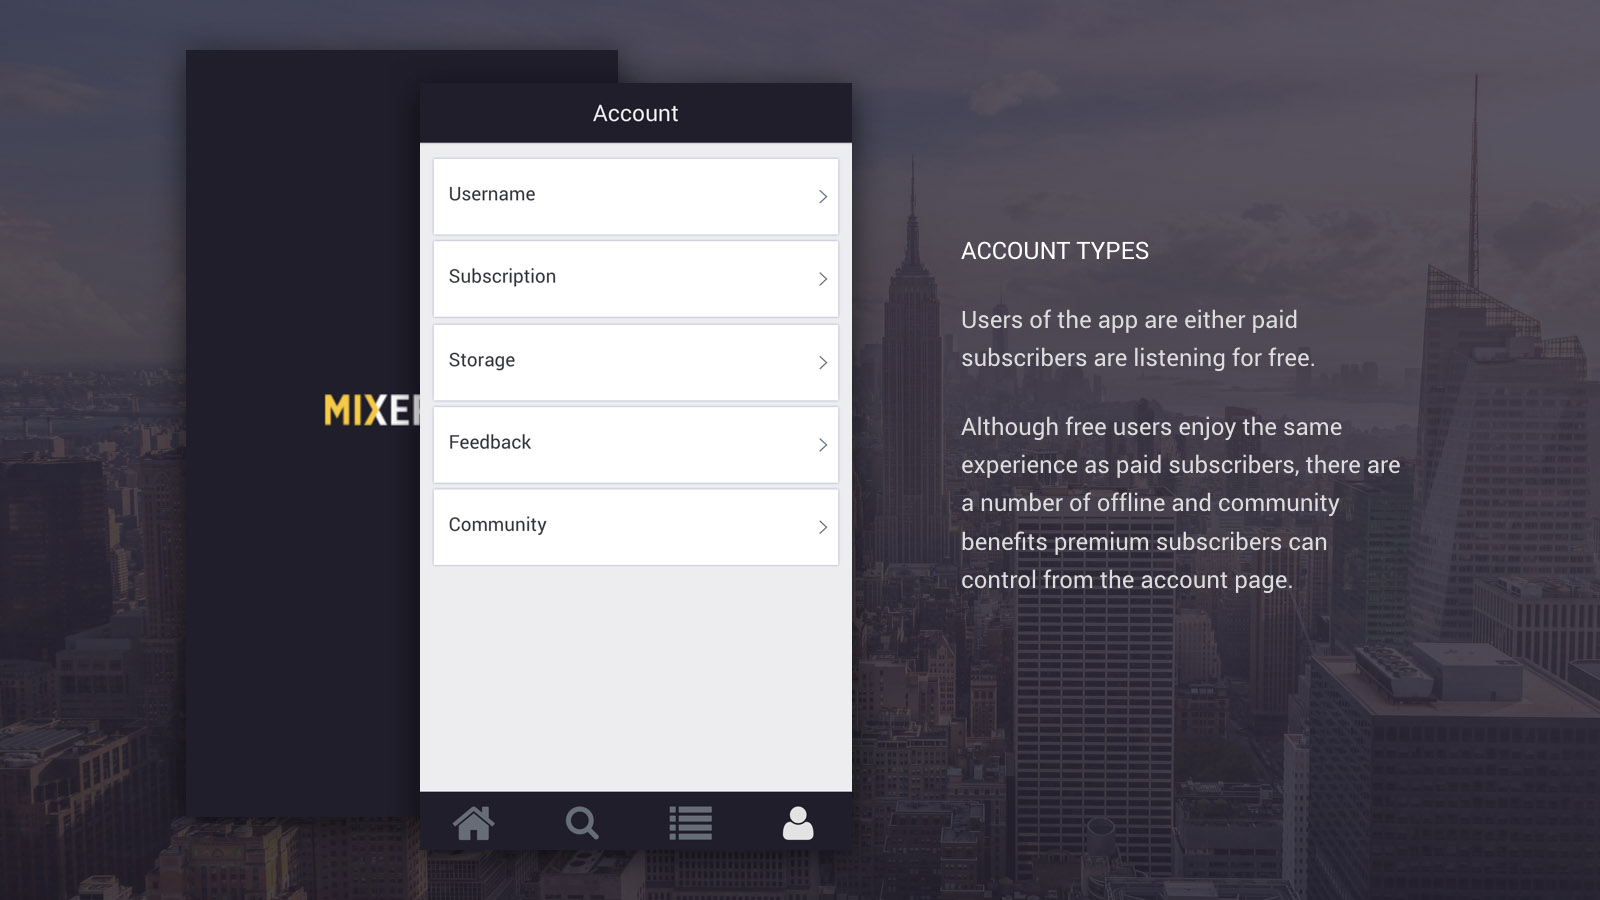 MIXE
Account
Username
Subscription
Storage
Feedback
Community
ACCOUNT TYPES
Users of the app are either paid
subscribers are listening for free.
Although free users enjoy the same
experience as paid subscribers, there are
a number of offline and community
benefits premium subscribers can
control from the account page.